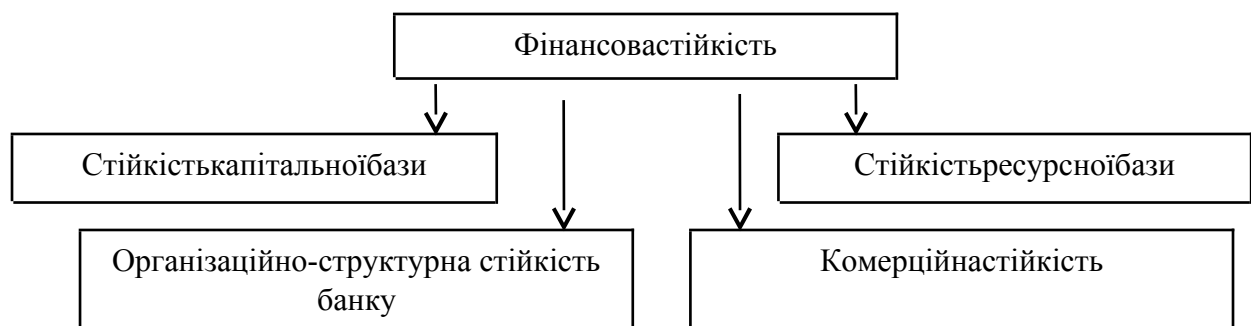 Фінансовастійкість
Стійкістькапітальноїбази
Стійкістьресурсноїбази
Організаційно-структурна стійкість
банку
Комерційнастійкість